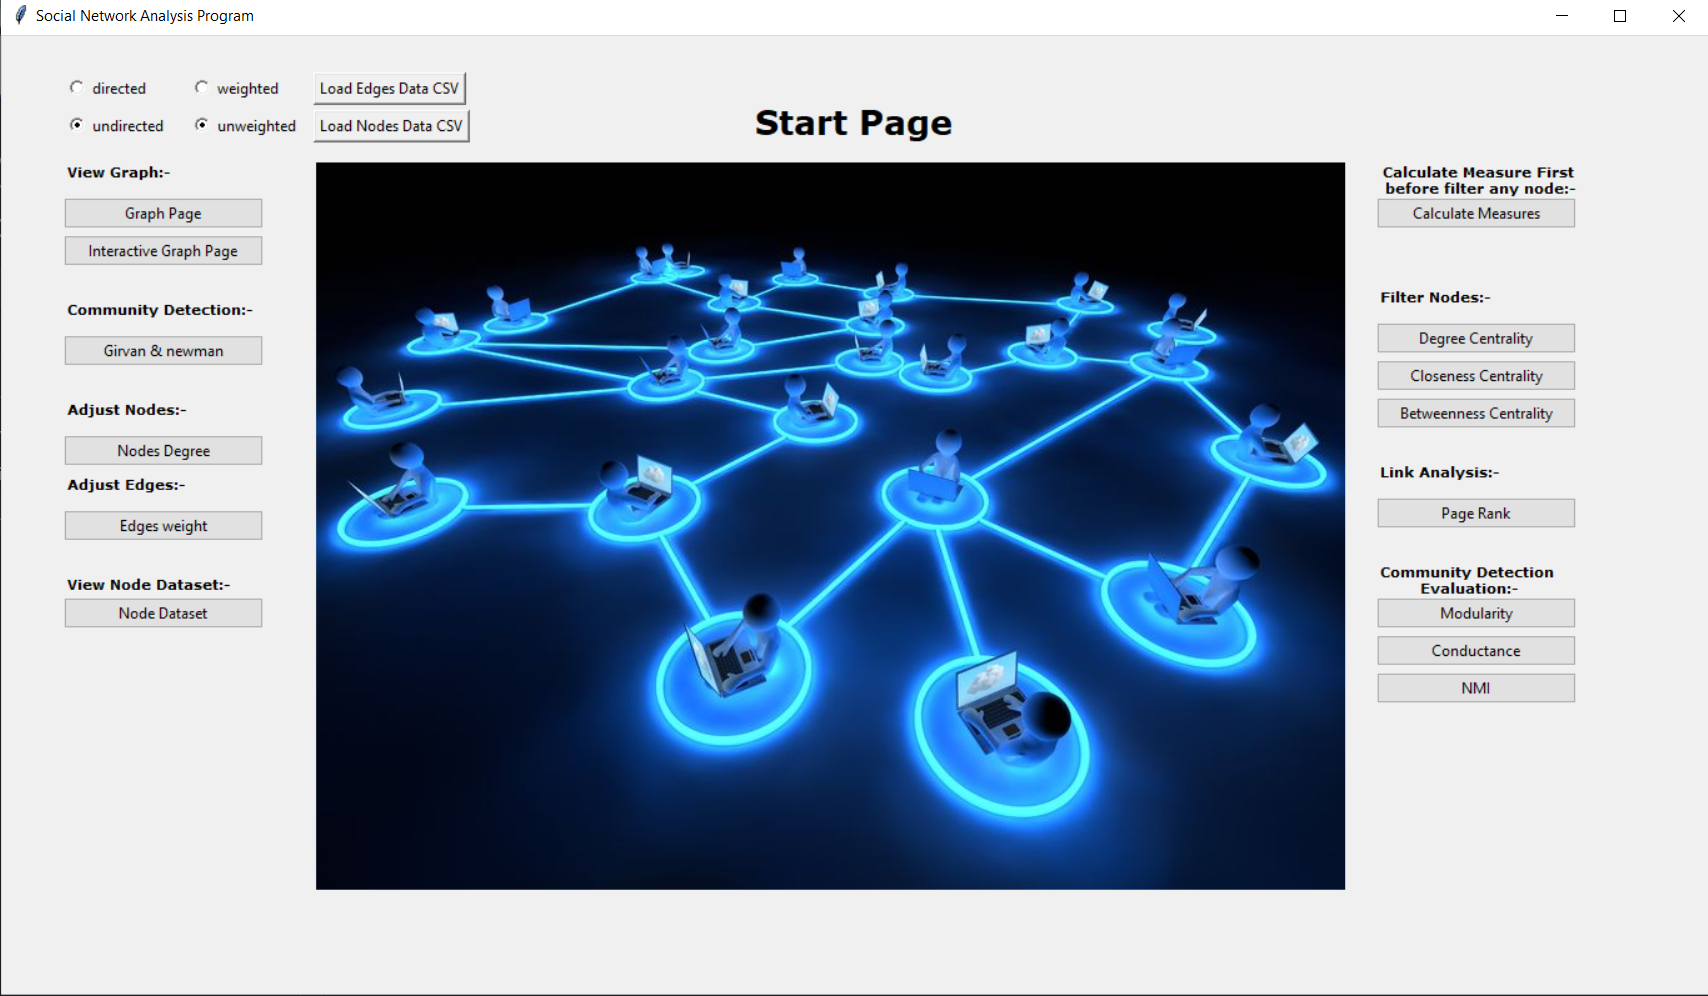 Social Network Analysis Program
directed
weighted
Load Edges Data CSV
undirected
unweighted
Load Nodes Data CSV
Start Page
View Graph:-
Graph Page
Interactive Graph Page
Community Detection:-
Girvan & newman
Adjust Nodes:-
Nodes Degree
Adjust Edges:-
Edges weight
View Node Dataset:-
Node Dataset
Calculate Measure First
before filter any node:-
Calculate Measures
Filter Nodes:-
Degree Centrality
Closeness Centrality
Betweenness Centrality
Link Analysis:-
Page Rank
Community Detection
Evaluation:-
Modularity
Conductance
NMI